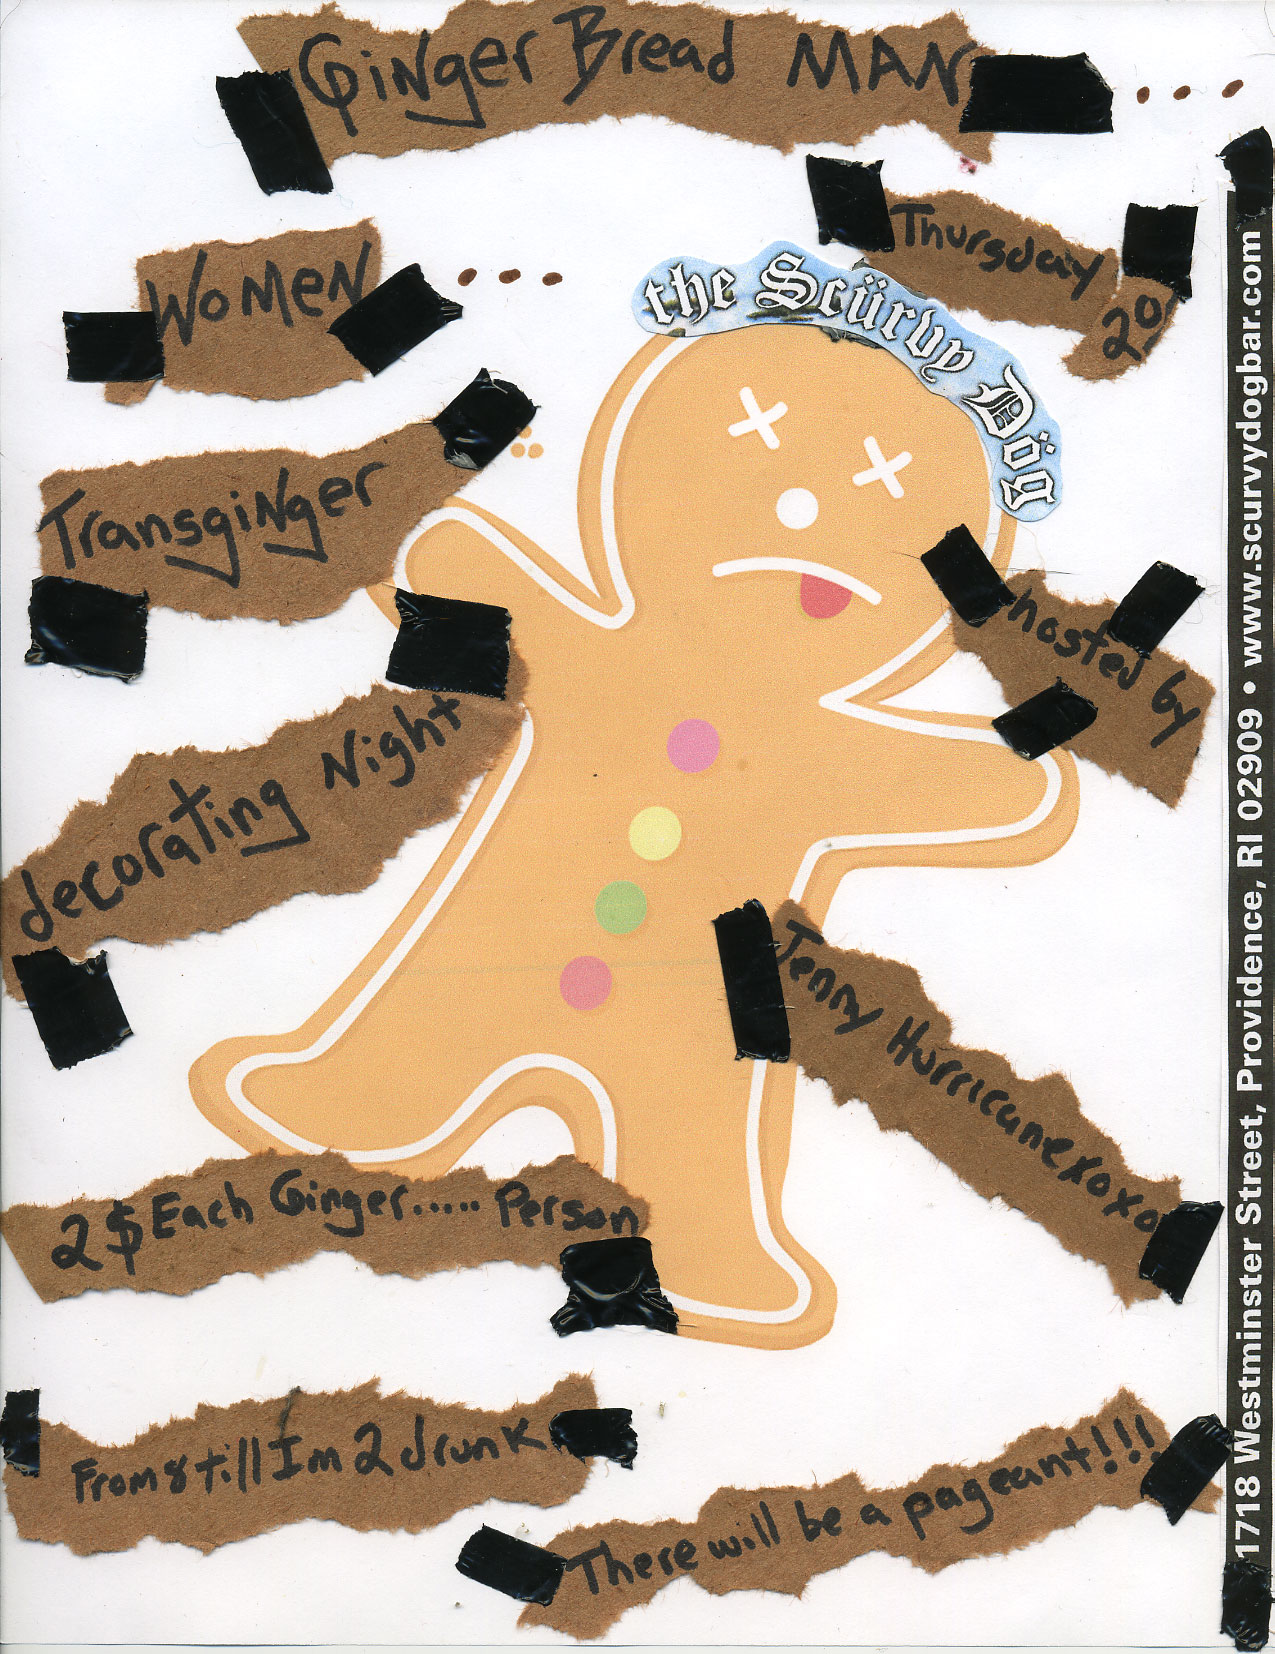 GiNger Bread MAN ...
Thursday
20
WoMeN ...
the Scürvy Dög
TransgiNger
hosted by
decorating Night
Jenny Hurricanexoxo
2$ Each Ginger..... Person
From 8 till Im 2 drunk
There will be a pageant!!!
1718 Westminster Street, Providence, RI 02909 • www.scurvydogbar.com